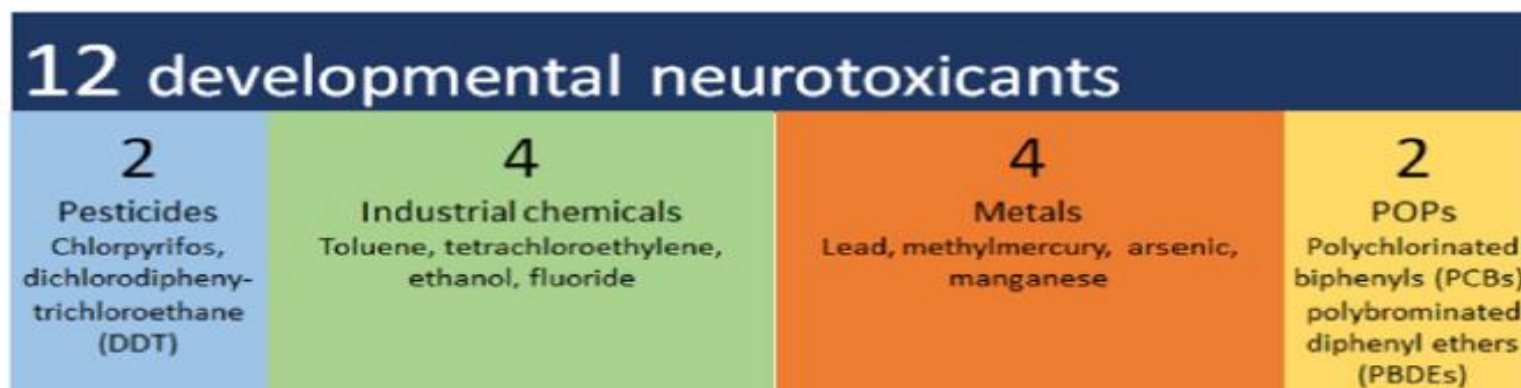 12 developmental neurotoxicants
2
Pesticides
Chlorpyrifos,
dichlorodipheny-
trichloroethane
(DDT)
4
Industrial chemicals
Toluene, tetrachloroethylene,
ethanol, fluoride
4
Metals
Lead, methylmercury, arsenic,
manganese
2
POPs
Polychlorinated
biphenyls (PCBs)
polybrominated
diphenyl ethers
(PBDEs)